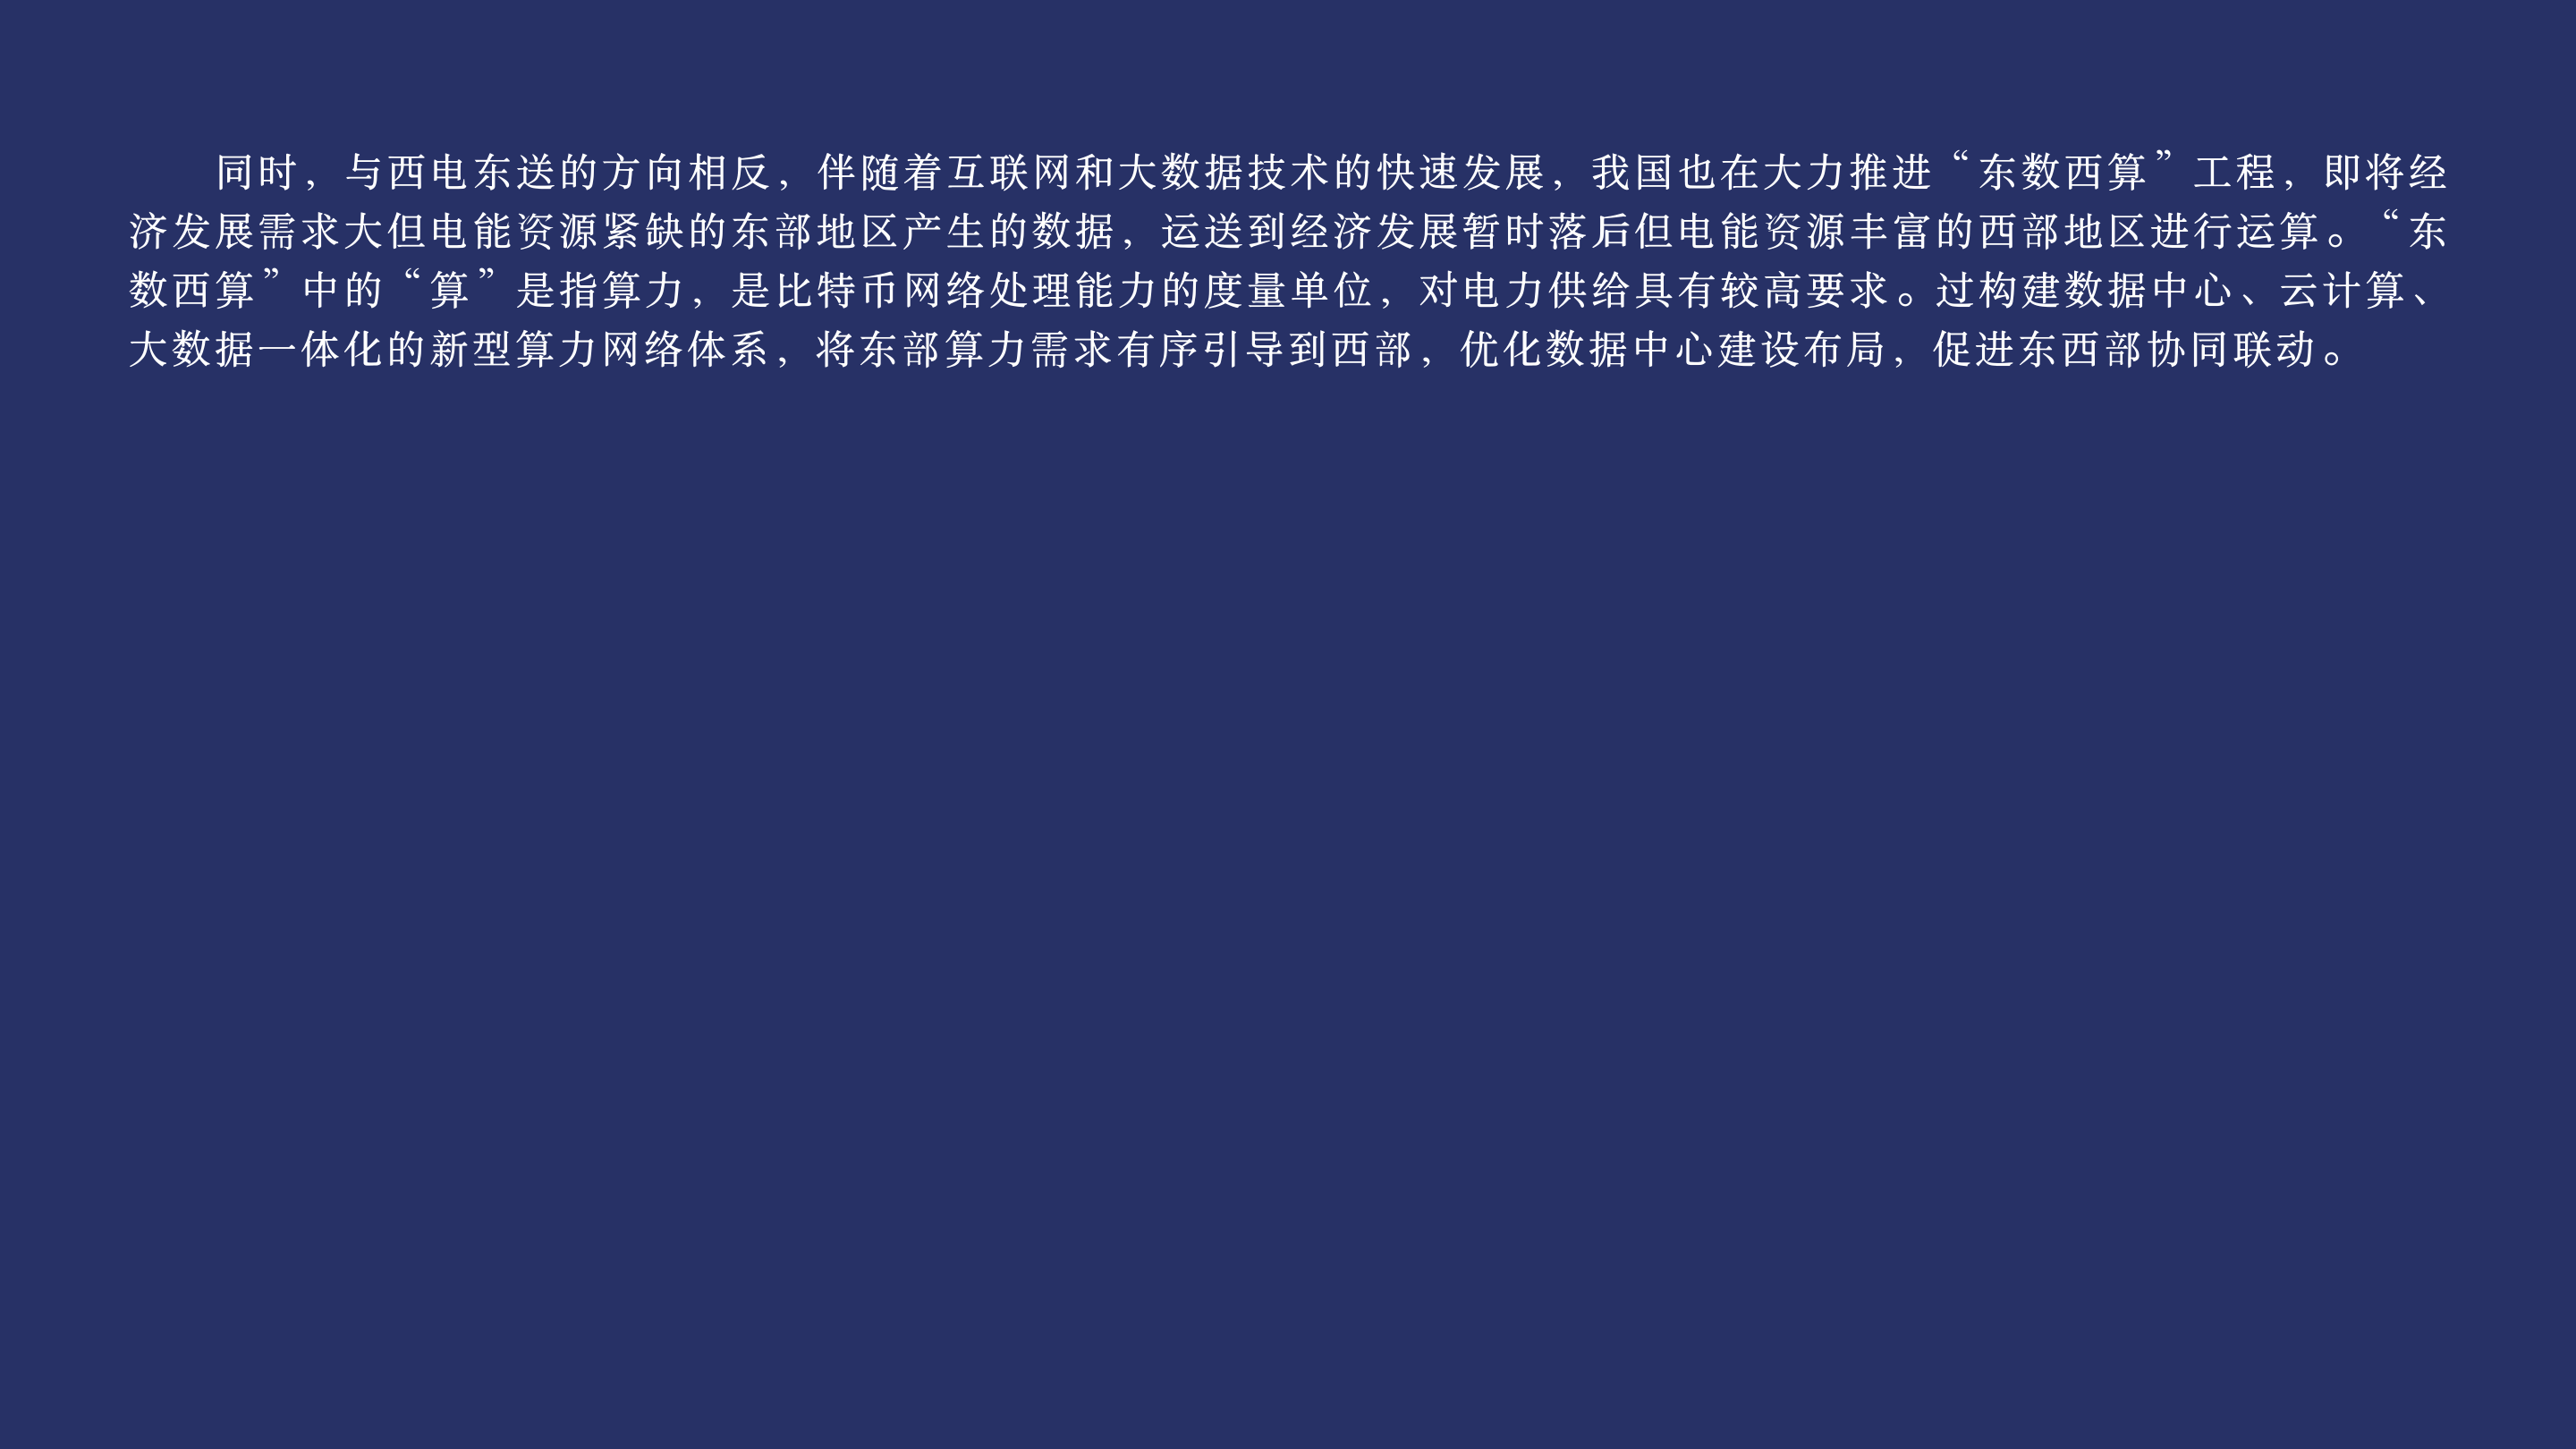 同时，与西电东送的方向相反，伴随着互联网和大数据技术的快速发展，我国也在大力推进“东数西算”工程，即将经
济发展需求大但电能资源紧缺的东部地区产生的数据，运送到经济发展暂时落后但电能资源丰富的西部地区进行运算。“东
数西算”中的“算”是指算力，是比特币网络处理能力的度量单位，对电力供给具有较高要求。过构建数据中心、云计算、
大数据一体化的新型算力网络体系，将东部算力需求有序引导到西部，优化数据中心建设布局，促进东西部协同联动。